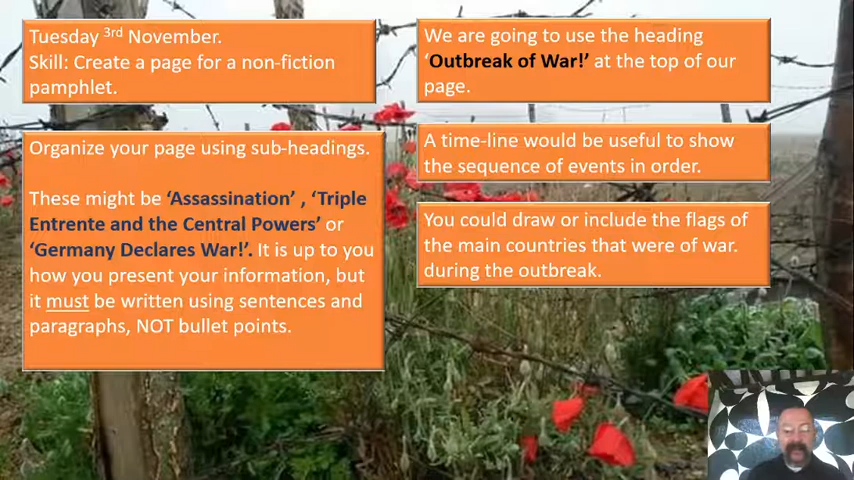 Tuesday 3rd November.
Skill: Create a page for a non-fiction
pamphlet.
Organize your page using sub-headings.
These might be ‘Assassination’ , ‘Triple
Entrente and the Central Powers’ or
‘Germany Declares War!’. It is up to you
how you present your information, but
it must be written using sentences and
paragraphs, NOT bullet points.
We are going to use the heading
‘Outbreak of War!’ at the top of our
page.
A time-line would be useful to show
the sequence of events in order.
You could draw or include the flags of
the main countries that were of war.
during the outbreak.